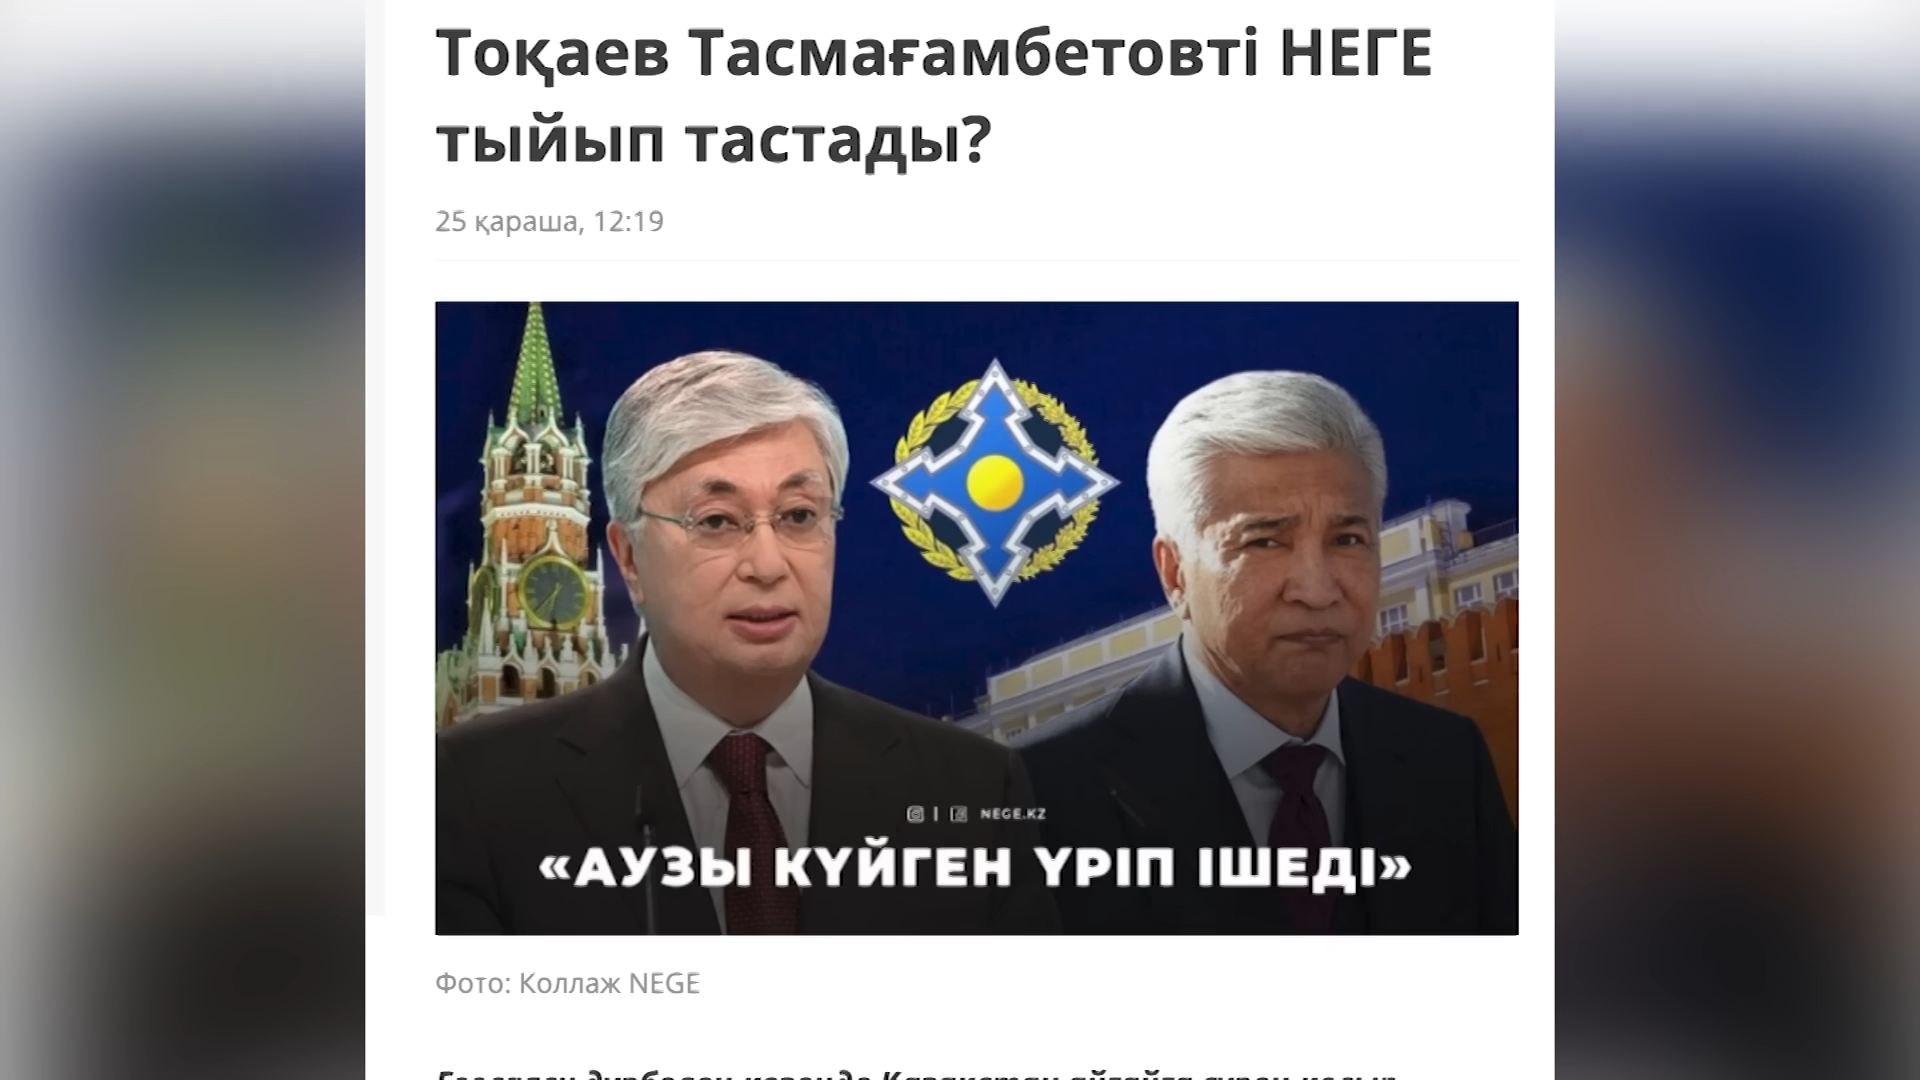 Тоқаев Тасмағамбетовті НЕГЕ
тыйып тастады?
25 қараша, 12:19
NEGE.KZ
«АУЗЫ КҮЙГЕН ҮРІП ІШЕДІ»
Фото: Коллаж NEGE